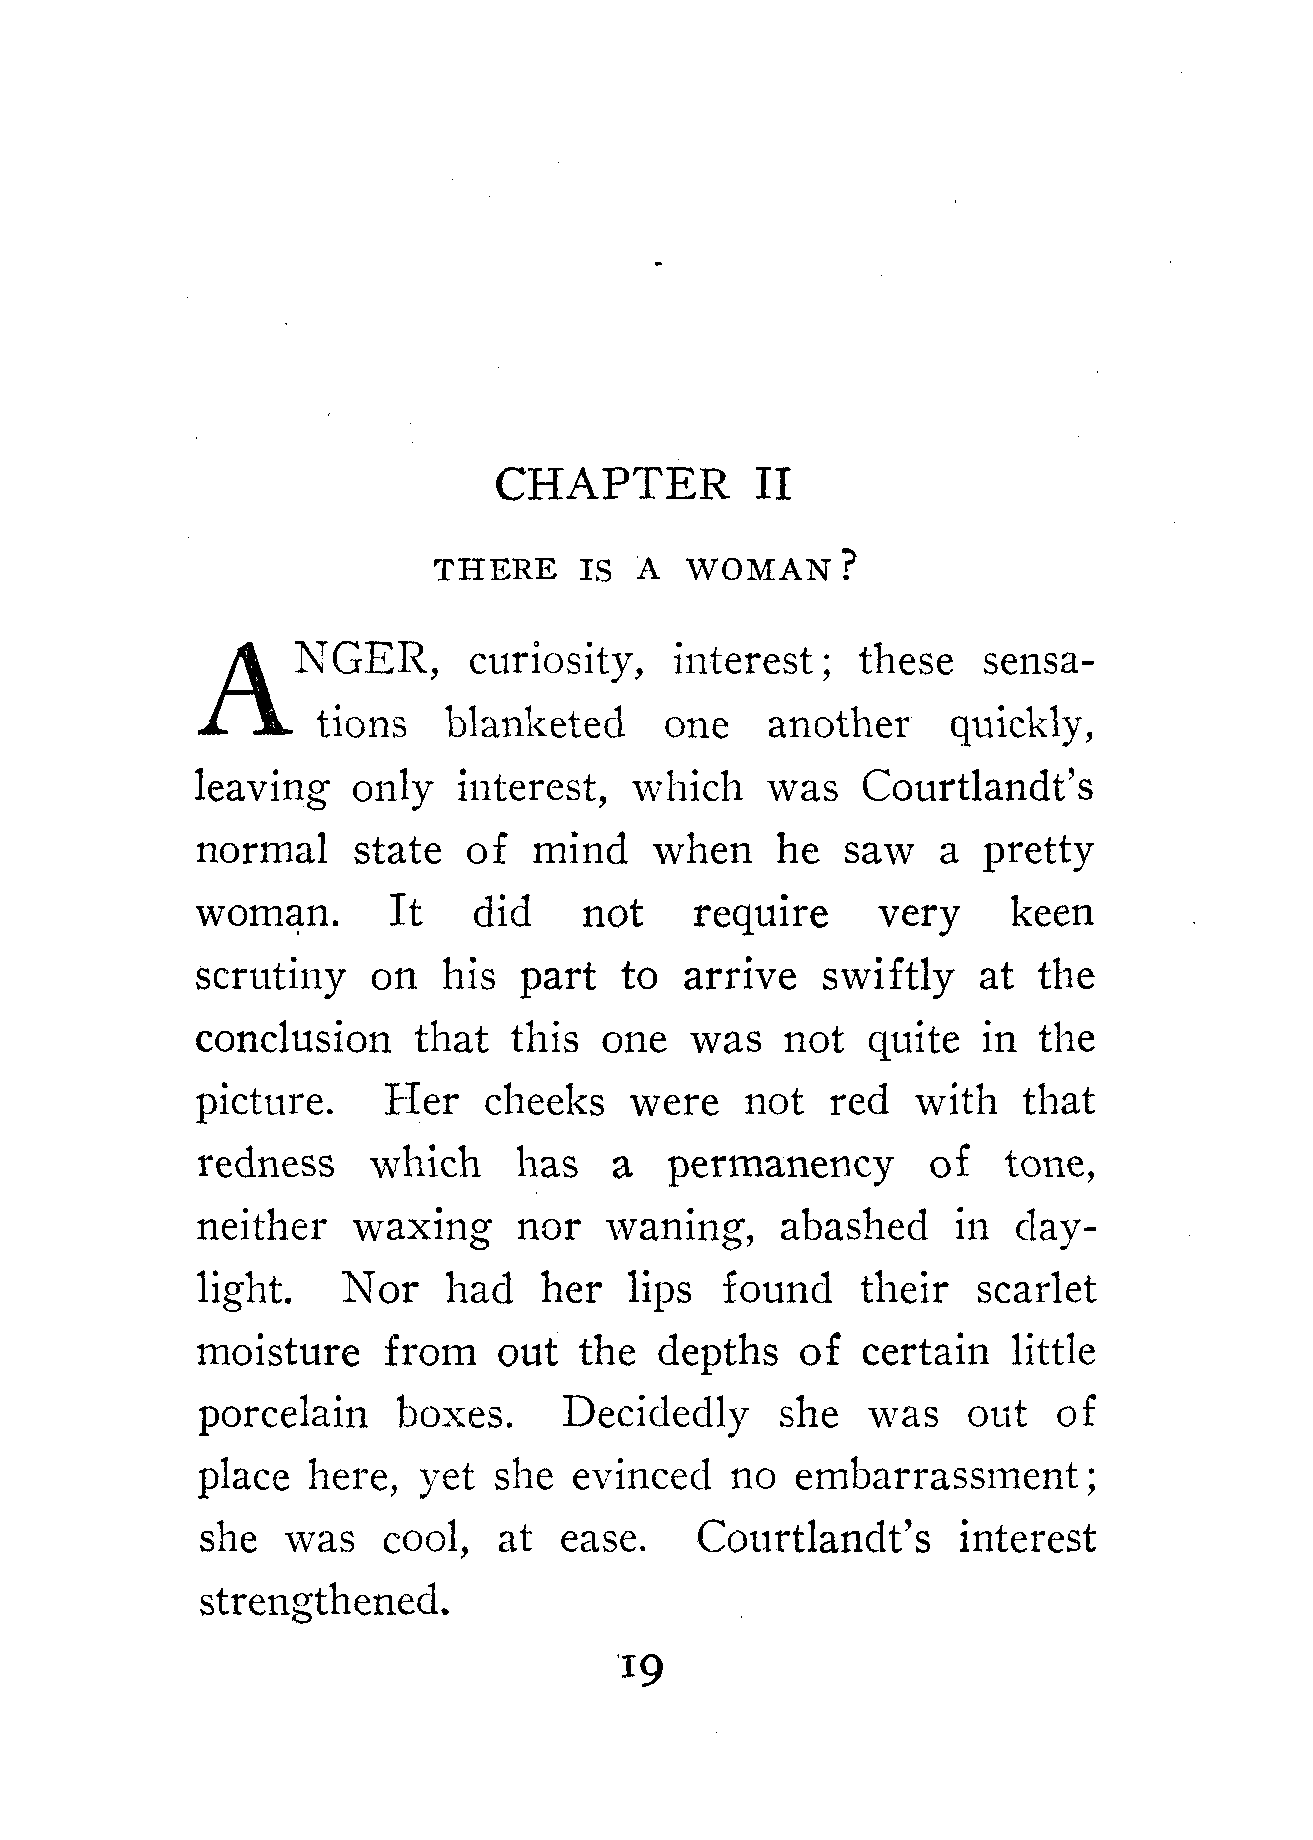 CHAPTER II
THERE IS A WOMAN?
ANGER, curiosity, interest; these sensa-
tions blanketed one another quickly,
leaving only interest, which was Courtlandt's
normal state of mind when he saw a pretty
woman. It did not require very keen
scrutiny on his part to arrive swiftly at the
conclusion that this one was not quite in the
picture. Her cheeks were not red with that
redness which has a permanency of tone,
neither waxing nor waning, abashed in day-
light. Nor had her lips found their scarlet
moisture from out the depths of certain little
porcelain boxes. Decidedly she was out of
place here, yet she evinced no embarrassment;
she was cool, at ease. Courtlandt's interest
strengthened.
19